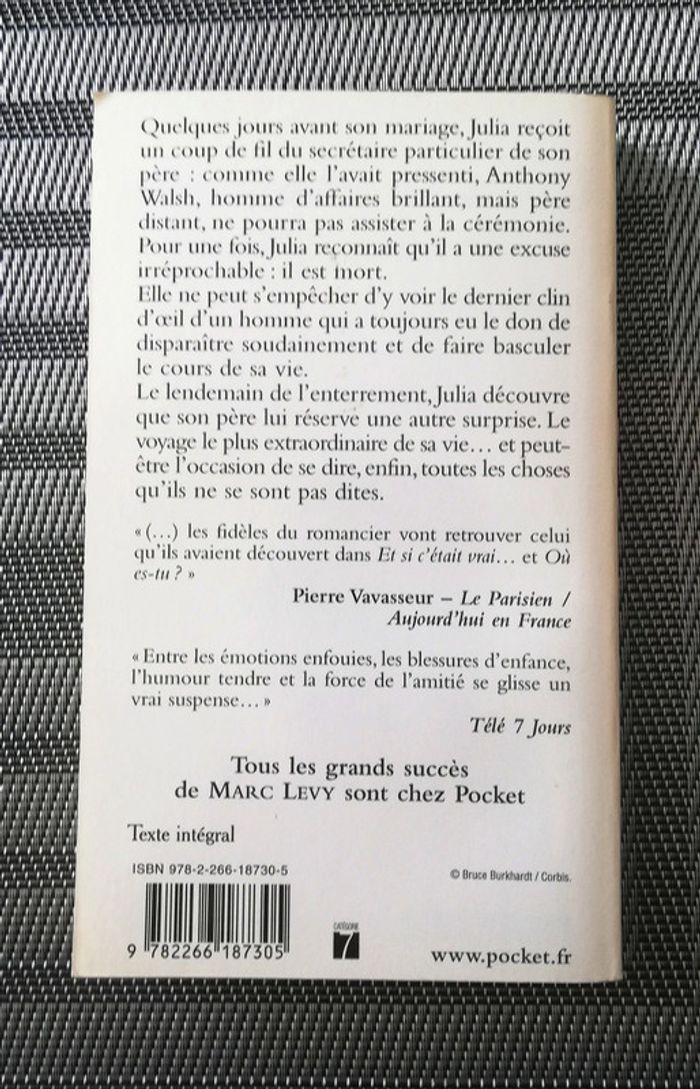 Quelques jours avant son mariage, Julia reçoit
un coup de fil du secrétaire particulier de son
père : comme elle l'avait pressenti, Anthony
Walsh, homme d'affaires brillant, mais père
distant, ne pourra pas assister à la cérémonie.
Pour une fois, Julia reconnaît qu'il a une excuse
irréprochable : il est mort.
Elle ne peut s'empêcher d'y voir le dernier clin
d'œil d'un homme qui a toujours eu le don de
disparaître soudainement et de faire basculer
le cours de sa vie.
Le lendemain de l'enterrement, Julia découvre
que son père lui réserve une autre surprise. Le
voyage le plus extraordinaire de sa vie... et peut-
être l'occasion de se dire, enfin, toutes les choses
qu'ils ne se sont pas dites.
« (...) les fidèles du romancier vont retrouver celui
qu'ils avaient découvert dans Et si c'était vrai... et Où
es-tu ? »
Pierre Vavasseur – Le Parisien /
Aujourd'hui en France
« Entre les émotions enfouies, les blessures d'enfance,
l'humour tendre et la force de l'amitié se glisse un
vrai suspense... »
Télé 7 Jours
Tous les grands succès
de MARC LEVY sont chez Pocket
Texte intégral
ISBN 978-2-266-18730-5
© Bruce Burkhardt / Corbis.
9 782266 187305
CATÉGORIE
7
www.pocket.fr